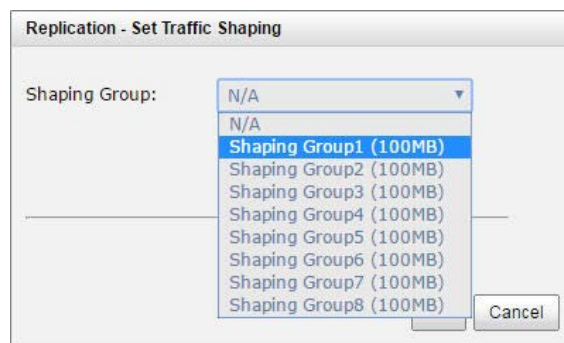 Replication - Set Traffic Shaping
Shaping Group:
N/A
N/A
Shaping Group1 (100MB)
Shaping Group2 (100MB)
Shaping Group3 (100MB)
Shaping Group4 (100MB)
Shaping Group5 (100MB)
Shaping Group6 (100MB)
Shaping Group7 (100MB)
Shaping Group8 (100MB)
Cancel